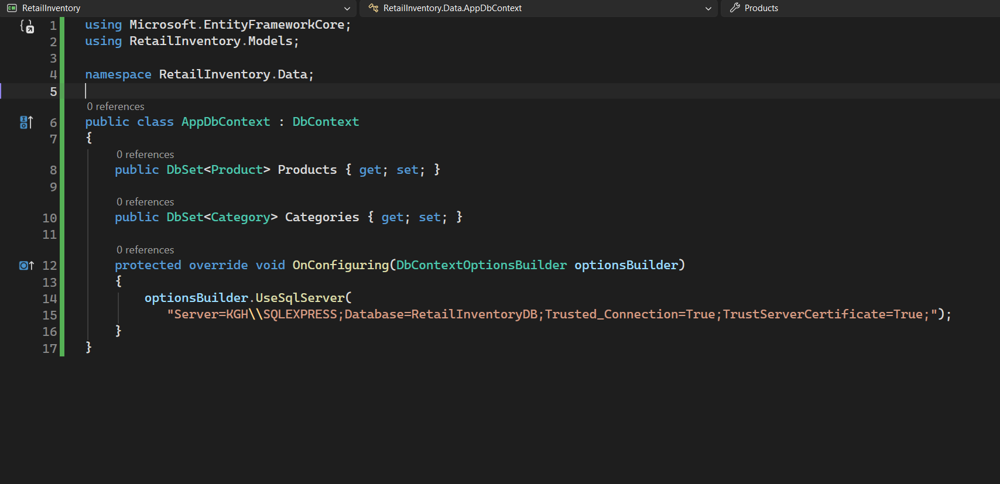 RetailInventory
RetailInventory.Data.AppDbContext
Products
1 using Microsoft.EntityFrameworkCore;
2 using RetailInventory.Models;
3
4 namespace RetailInventory.Data;
5
0 references
6 public class AppDbContext : DbContext
7 {
0 references
8 public DbSet<Product> Products { get; set; }
9
0 references
10 public DbSet<Category> Categories { get; set; }
11
0 references
12 protected override void OnConfiguring(DbContextOptionsBuilder optionsBuilder)
13 {
14 optionsBuilder.UseSqlServer(
15 "Server=KGH\\SQLEXPRESS;Database=RetailInventoryDB;Trusted_Connection=True;TrustServerCertificate=True;");
16 }
17 }